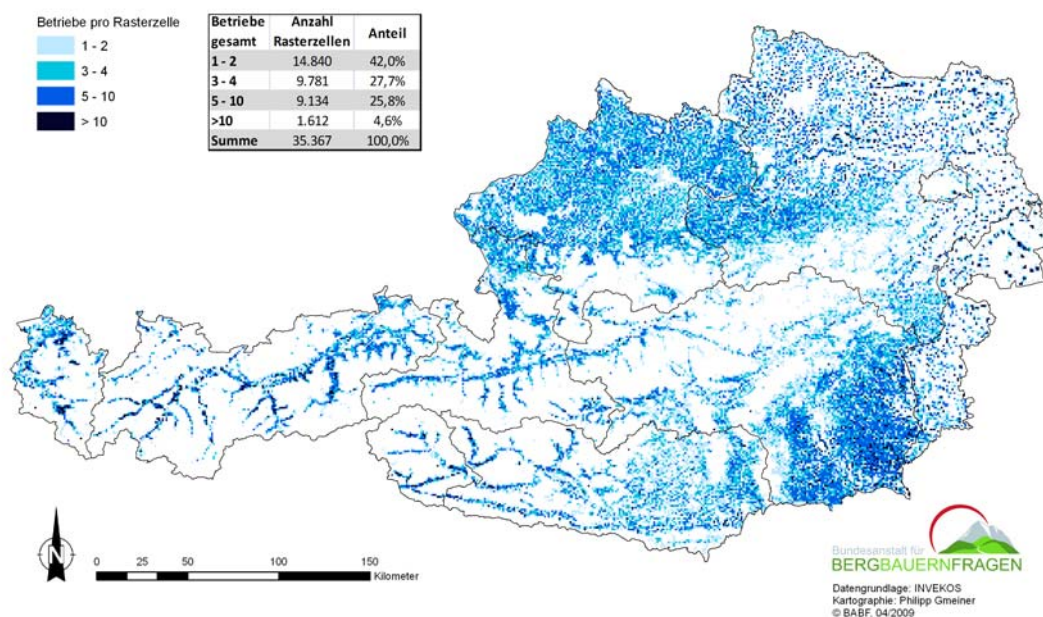 Betriebe pro Rasterzelle
1 - 2
3 - 4
5 - 10
> 10
Betriebe gesamt Anzahl Rasterzellen Anteil
1 - 2 14.840 42,0%
3 - 4 9.781 27,7%
5 - 10 9.134 25,8%
>10 1.612 4,6%
Summe 35.367 100,0%
N
0 25 50 100 150
Kilometer
Bundesanstalt für
BERGBAUERNFRAGEN
Datengrundlage: INVEKOS
Kartographie: Philipp Gmeiner
© BABF, 04/2009